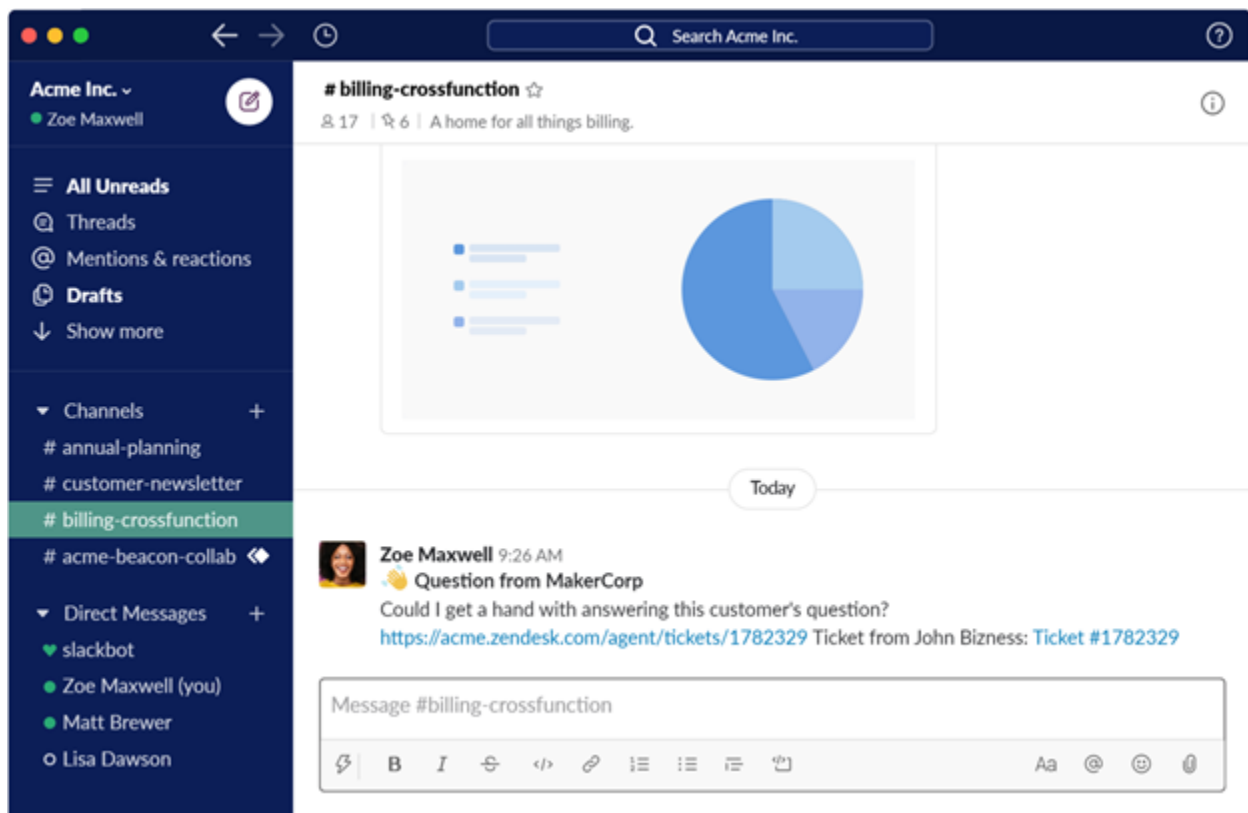 Search Acme Inc.
Acme Inc.
Zoe Maxwell
All Unreads
Threads
Mentions & reactions
Drafts
Show more
Channels
# annual-planning
# customer-newsletter
# billing-crossfunction
# acme-beacon-collab
Direct Messages
slackbot
Zoe Maxwell (you)
Matt Brewer
Lisa Dawson
# billing-crossfunction
17 | 6 | A home for all things billing.
Today
Zoe Maxwell 9:26 AM
👋 Question from MakerCorp
Could I get a hand with answering this customer's question?
https://acme.zendesk.com/agent/tickets/1782329 Ticket from John Bizness: Ticket #1782329
Message #billing-crossfunction
B I S </> Aa @